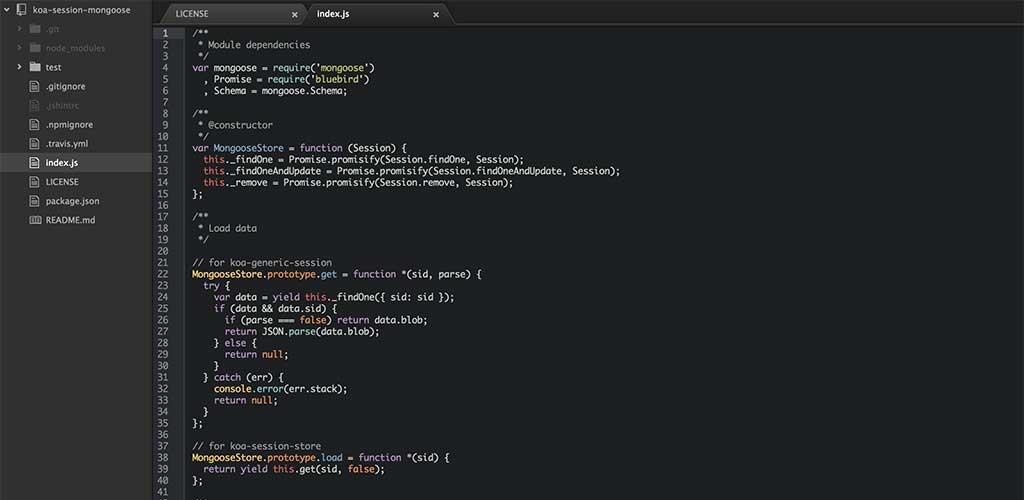 koa-session-mongoose
.git
node_modules
test
.gitignore
.jshintrc
.npmignore
.travis.yml
index.js
LICENSE
package.json
README.md
LICENSE × index.js ×
1 /**
2 * Module dependencies
3 */
4 var mongoose = require('mongoose')
5 , Promise = require('bluebird')
6 , Schema = mongoose.Schema;
7
8 /**
9 * @constructor
10 */
11 var MongooseStore = function (Session) {
12 this._findOne = Promise.promisify(Session.findOne, Session);
13 this._findOneAndUpdate = Promise.promisify(Session.findOneAndUpdate, Session);
14 this._remove = Promise.promisify(Session.remove, Session);
15 };
16
17 /**
18 * Load data
19 */
20
21 // for koa-generic-session
22 MongooseStore.prototype.get = function *(sid, parse) {
23 try {
24 var data = yield this._findOne({ sid: sid });
25 if (data && data.sid) {
26 if (parse === false) return data.blob;
27 return JSON.parse(data.blob);
28 } else {
29 return null;
30 }
31 } catch (err) {
32 console.error(err.stack);
33 return null;
34 }
35 };
36
37 // for koa-session-store
38 MongooseStore.prototype.load = function *(sid) {
39 return yield this.get(sid, false);
40 };
41